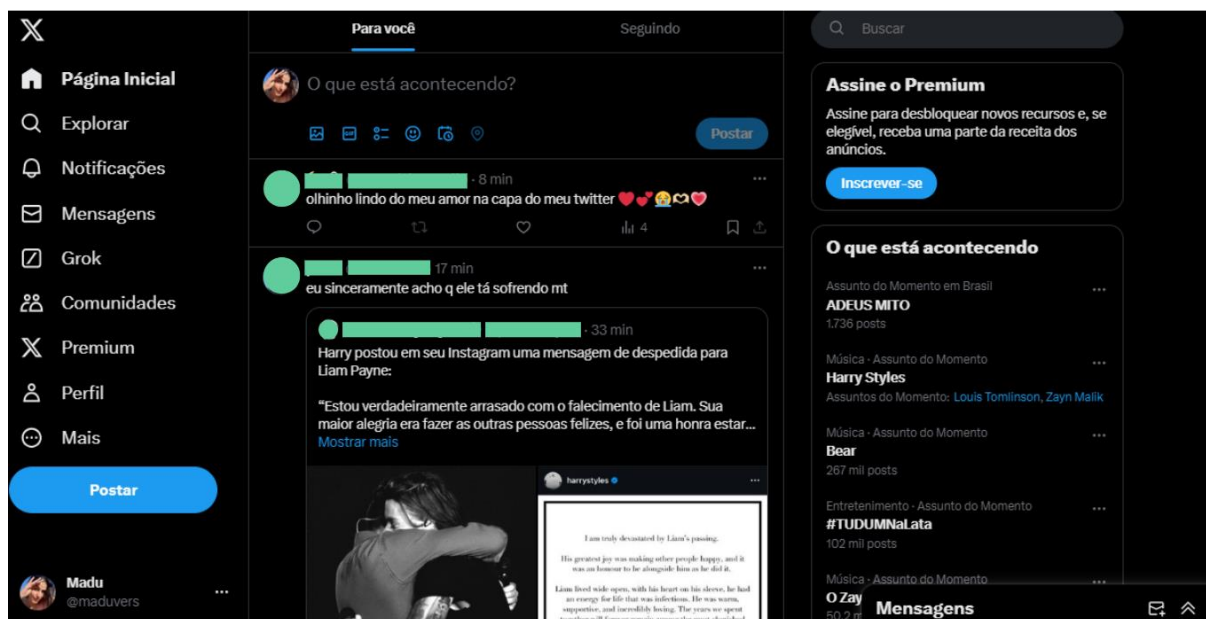 Página Inicial
Explorar
Notificações
Mensagens
Grok
Comunidades
Premium
Perfil
Mais
Postar
Madu
@maduvers
Para você
Seguindo
O que está acontecendo?
GIF
Postar
· 8 min
olhinho lindo do meu amor na capa do meu twitter
4
17 min
eu sinceramente acho q ele tá sofrendo mt
· 33 min
Harry postou em seu Instagram uma mensagem de despedida para
Liam Payne:
“Estou verdadeiramente arrasado com o falecimento de Liam. Sua
maior alegria era fazer as outras pessoas felizes, e foi uma honra estar...
Mostrar mais
harrystyles
I am truly devastated by Liam's passing.
His greatest joy was making other people happy, and it
was an honour to be alongside him as he did it.
Liam lived wide open, with his heart on his sleeve, he had
an energy for life that was infectious. He was warm,
supportive, and incredibly loving. The years we spent
Buscar
Assine o Premium
Assine para desbloquear novos recursos e, se
elegível, receba uma parte da receita dos
anúncios.
Inscrever-se
O que está acontecendo
Assunto do Momento em Brasil
ADEUS MITO
1.736 posts
Música · Assunto do Momento
Harry Styles
Assuntos do Momento: Louis Tomlinson, Zayn Malik
Música · Assunto do Momento
Bear
267 mil posts
Entretenimento · Assunto do Momento
#TUDUMNaLata
102 mil posts
Música · Assunto do Momento
O Zay
50,2 m
Mensagens